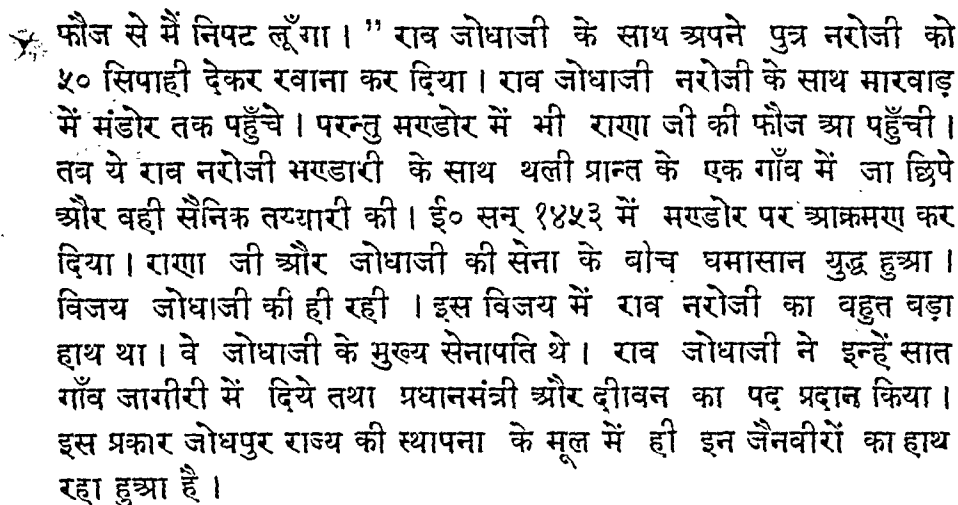 फौज से मैं निपट लूँगा । ” राव जोधाजी के साथ अपने पुत्र नरोजी को
५० सिपाही देकर रवाना कर दिया । राव जोधाजी नरोजी के साथ मारवाड़
में मंडोर तक पहुँचे । परन्तु मण्डोर में भी राणा जी की फौज आ पहुँची ।
तब ये राव नरोजी भण्डारी के साथ थली प्रान्त के एक गाँव में जा छिपे
और वही सैनिक तय्यारी की । ई० सन् १४५३ में मण्डोर पर आक्रमण कर
दिया । राणा जी और जोधाजी की सेना के बोच घमासान युद्ध हुआ ।
विजय जोधाजी की ही रही । इस विजय में राव नरोजी का बहुत बड़ा
हाथ था । वे जोधाजी के मुख्य सेनापति थे । राव जोधाजी ने इन्हें सात
गाँव जागीरी में दिये तथा प्रधानमंत्री और दीावन का पद प्रदान किया ।
इस प्रकार जोधपुर राज्य की स्थापना के मूल में ही इन जैनवीरों का हाथ
रहा हुआ है ।